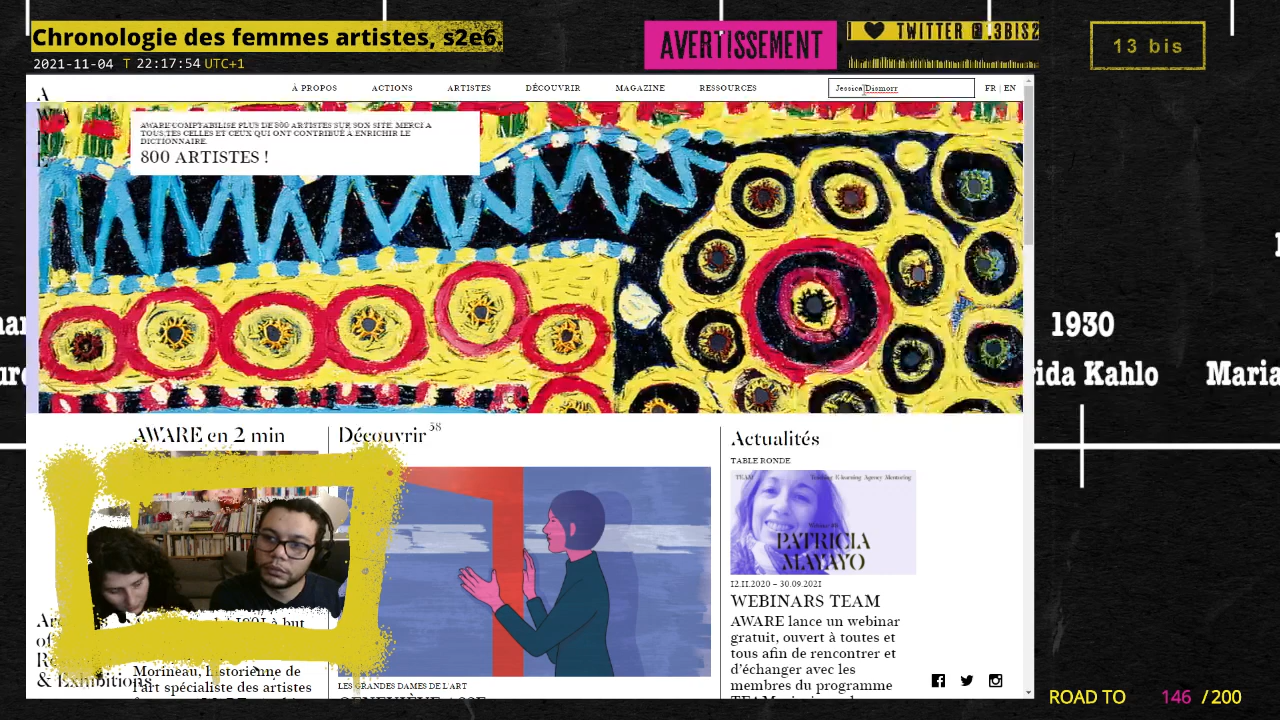 Chronologie des femmes artistes, s2e6
2021-11-04 T 22:17:54 UTC+1
AVERTISSEMENT
TWITTER @.13BIS
13 bis
À PROPOS
ACTIONS
ARTISTES
DÉCOUVRIR
MAGAZINE
RESSOURCES
Jessica Dismorr
FR | EN
AWARE COMPTABILISE PLUS DE 800 ARTISTES SUR SON SITE. MERCI À
TOUS.TES CELLES ET CEUX QUI ONT CONTRIBUÉ À ENRICHIR LE
DICTIONNAIRE.
800 ARTISTES !
1930
Kahlo
Maria
AWARE en 2 min
Découvrir 38
Actualités
TABLE RONDE
TEAM
Webinar #6
PATRICIA
MAYAYO
12.11.2020 – 30.09.2021
WEBINARS TEAM
AWARE lance un webinar
gratuit, ouvert à toutes et
tous afin de rencontrer et
d'échanger avec les
membres du programme
& Exhibitions
Morineau, historienne de
l'art spécialiste des artistes
LES GRANDES DAMES DE L'ART
ROAD TO 146 / 200